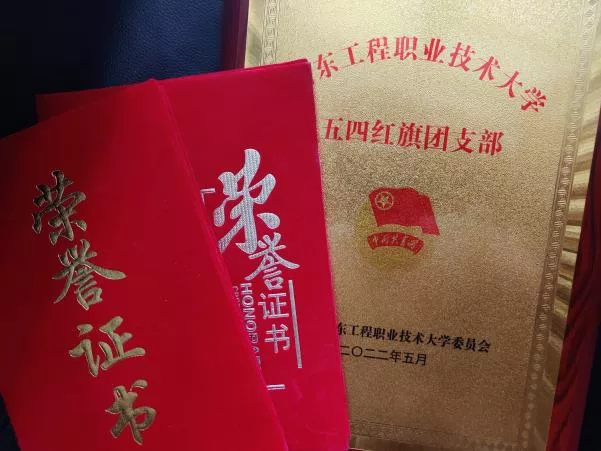 荣誉证书
荣誉证书
HONO
东工程职业技术大学
五四红旗团支部
东工程职业技术大学委员会
二〇二二年五月